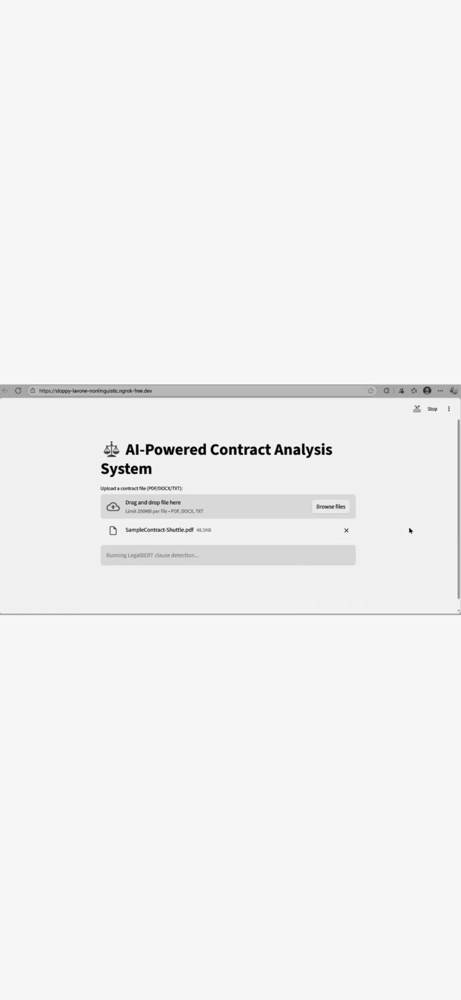 https://sloppy-lavone-nonlinguistic.ngrok-free.dev
Stop
AI-Powered Contract Analysis
System
Upload a contract file (PDF/DOCX/TXT):
Drag and drop file here
Limit 200MB per file • PDF, DOCX, TXT
Browse files
SampleContract-Shuttle.pdf 48.5KB
Running LegalBERT clause detection...